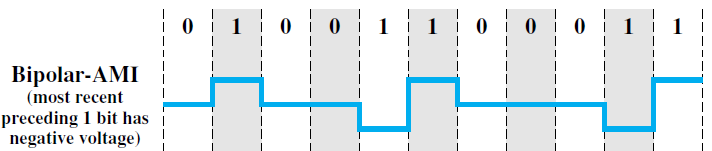 0 1 0 0 1 1 0 0 0 1 1
Bipolar-AMI
(most recent
preceding 1 bit has
negative voltage)